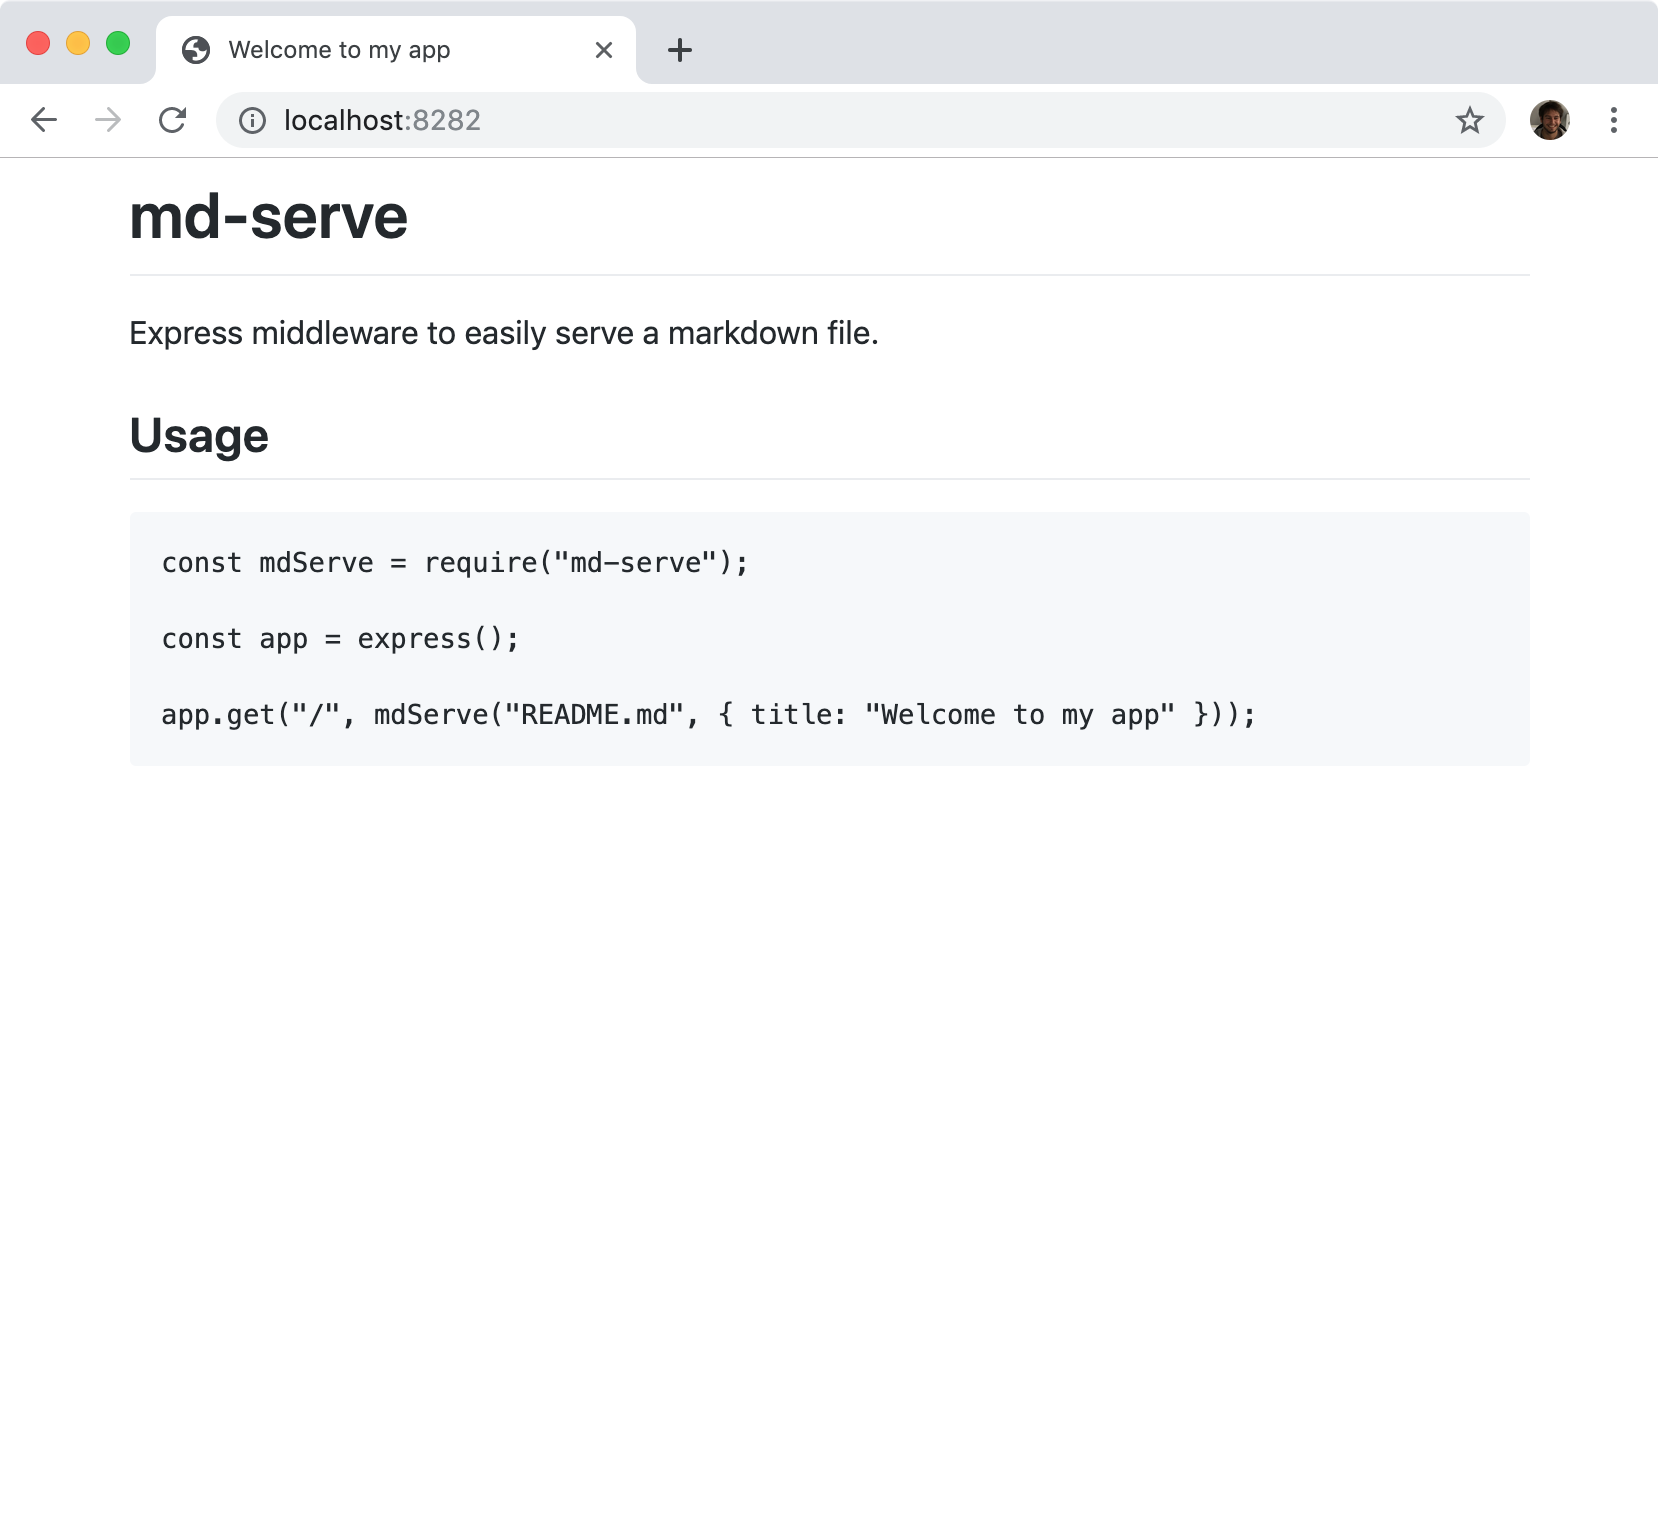 Welcome to my app
localhost:8282
md-serve
Express middleware to easily serve a markdown file.
Usage
const mdServe = require("md-serve");
const app = express();
app.get("/", mdServe("README.md", { title: "Welcome to my app" }));